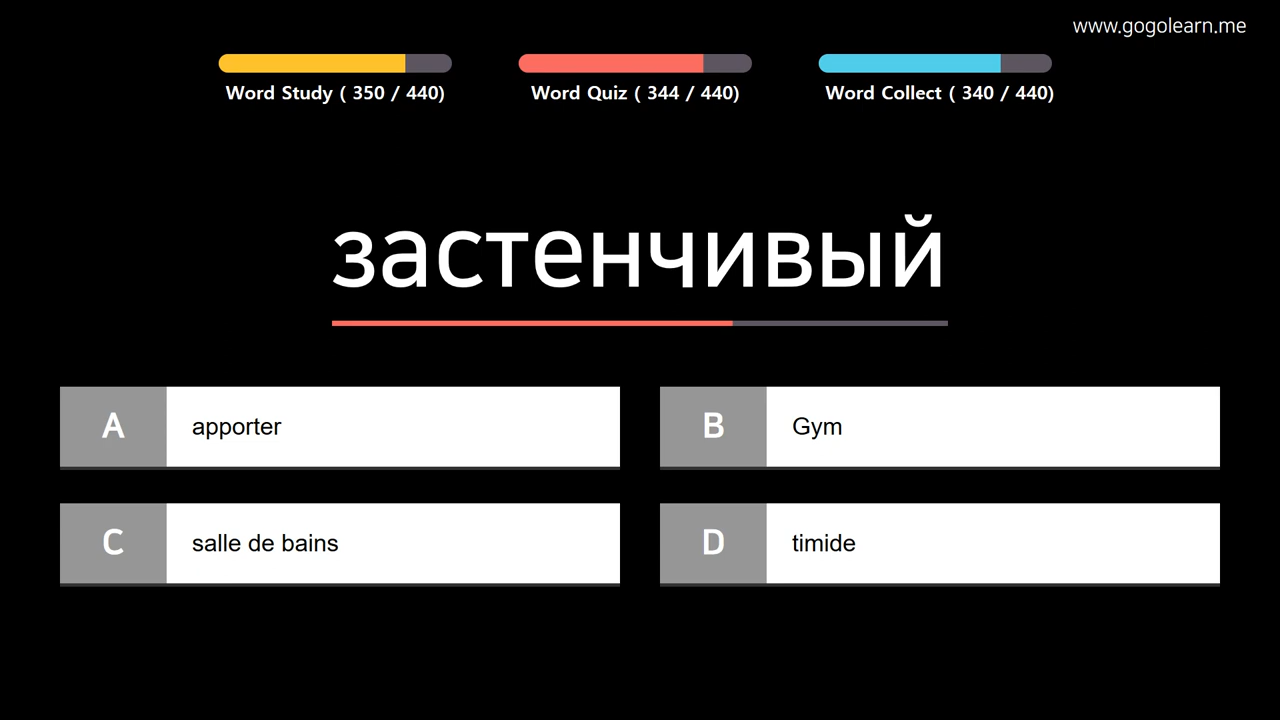 www.gogolearn.me
Word Study ( 350 / 440)
Word Quiz ( 344 / 440)
Word Collect ( 340 / 440)
застенчивый
A apporter
B Gym
C salle de bains
D timide